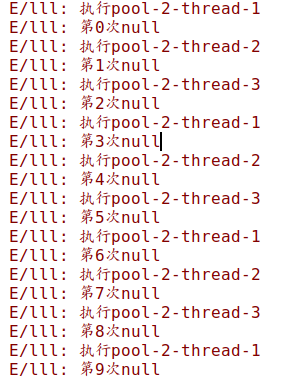 E/lll: 执行pool-2-thread-1
E/lll: 第0次null
E/lll: 执行pool-2-thread-2
E/lll: 第1次null
E/lll: 执行pool-2-thread-3
E/lll: 第2次null
E/lll: 执行pool-2-thread-1
E/lll: 第3次null
E/lll: 执行pool-2-thread-2
E/lll: 第4次null
E/lll: 执行pool-2-thread-3
E/lll: 第5次null
E/lll: 执行pool-2-thread-1
E/lll: 第6次null
E/lll: 执行pool-2-thread-2
E/lll: 第7次null
E/lll: 执行pool-2-thread-3
E/lll: 第8次null
E/lll: 执行pool-2-thread-1
E/lll: 第9次null